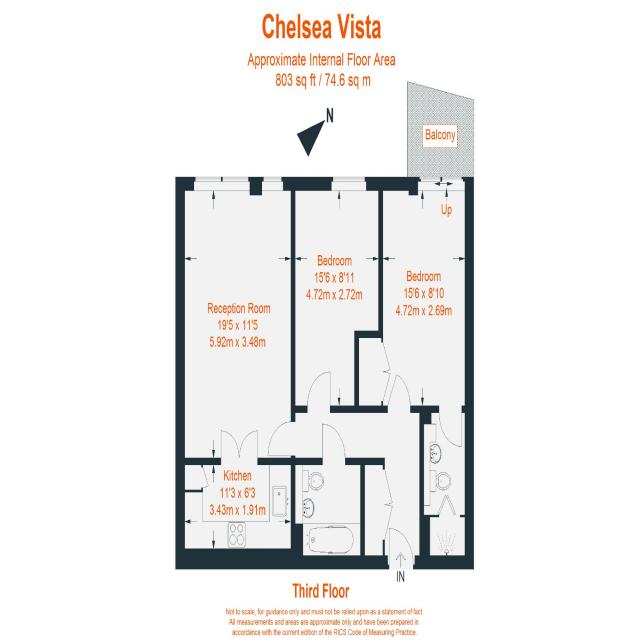 Chelsea Vista
Approximate Internal Floor Area
803 sq ft / 74.6 sq m
N
Balcony
Up
Bedroom
15'6 x 8'11
4.72m x 2.72m
Bedroom
15'6 x 8'10
4.72m x 2.69m
Reception Room
19'5 x 11'5
5.92m x 3.48m
Kitchen
11'3 x 6'3
3.43m x 1.91m
IN
Third Floor
Not to scale, for guidance only and must not be relied upon as a statement of fact.
All measurements and areas are approximate only and have been prepared in
accordance with the current edition of the RICS Code of Measuring Practice.